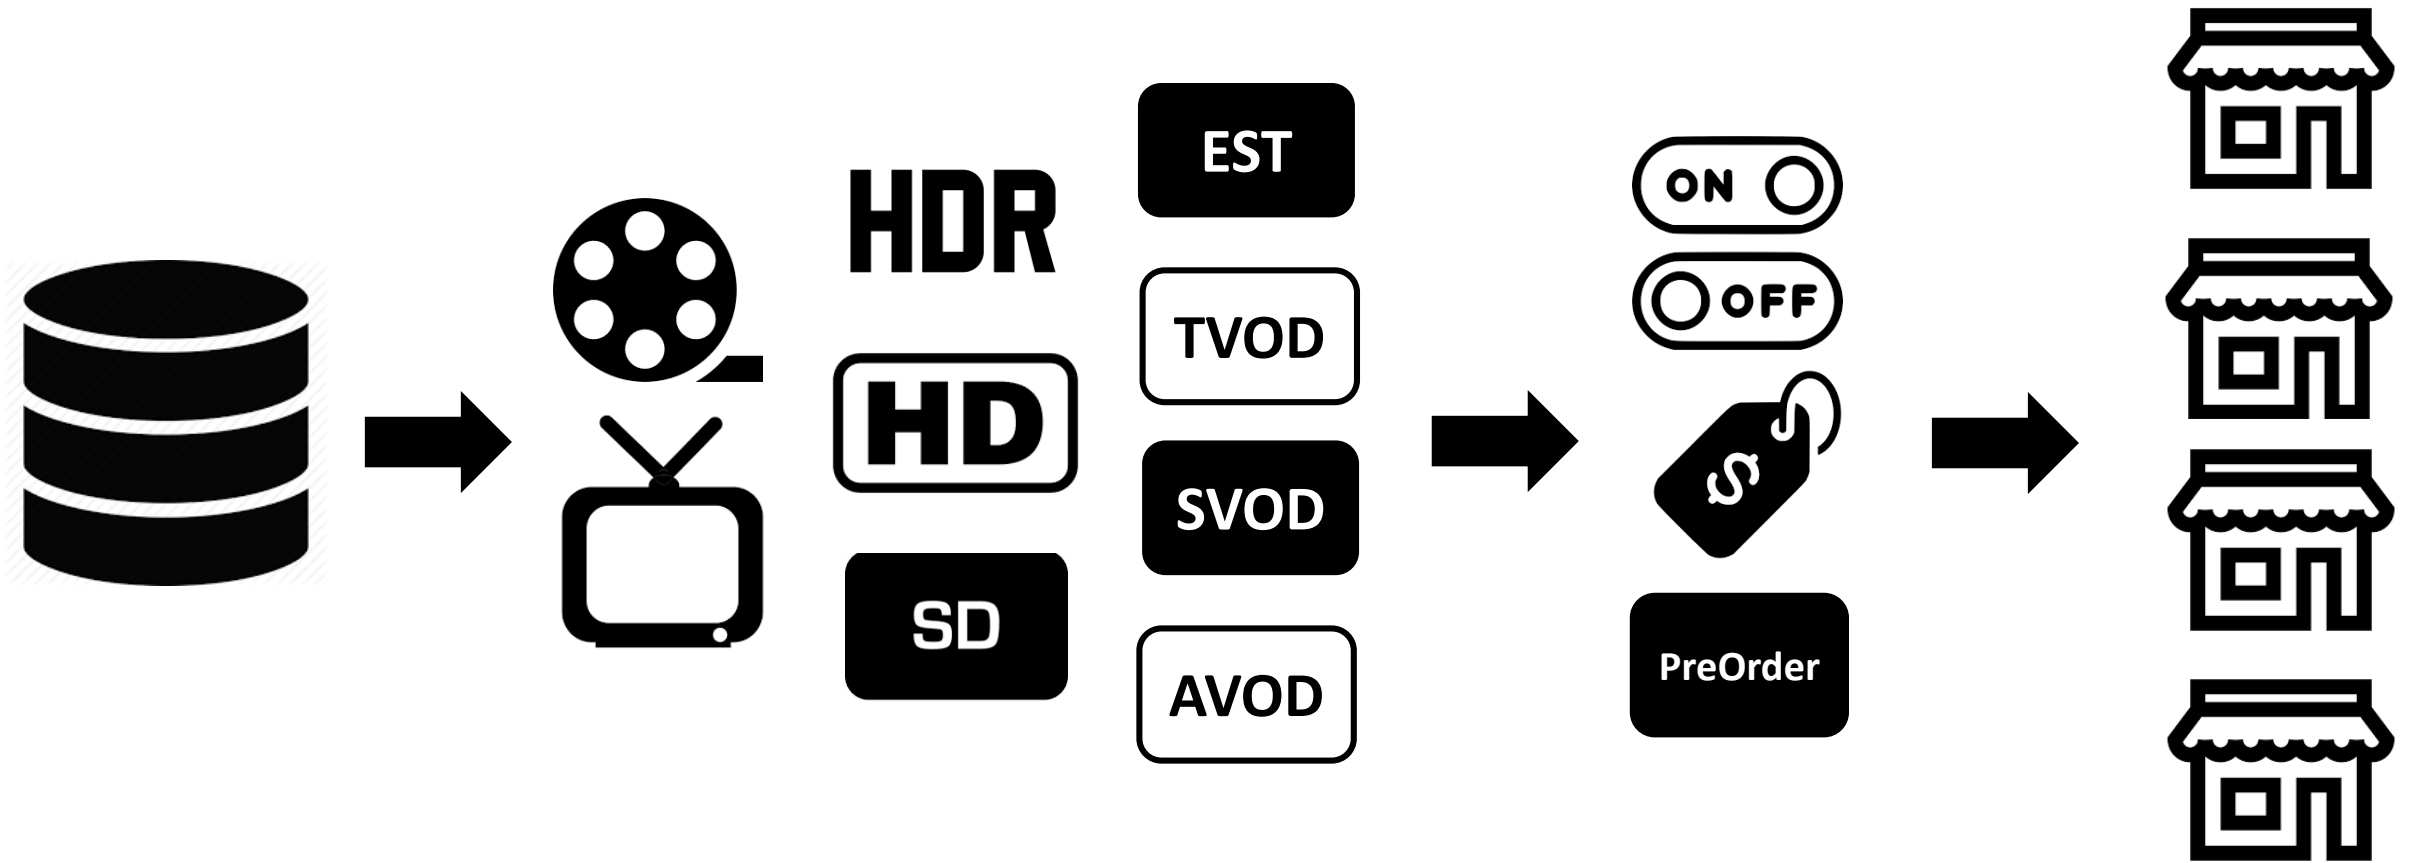 HDR
HD
SD
EST
TVOD
SVOD
AVOD
ON
OFF
$
PreOrder